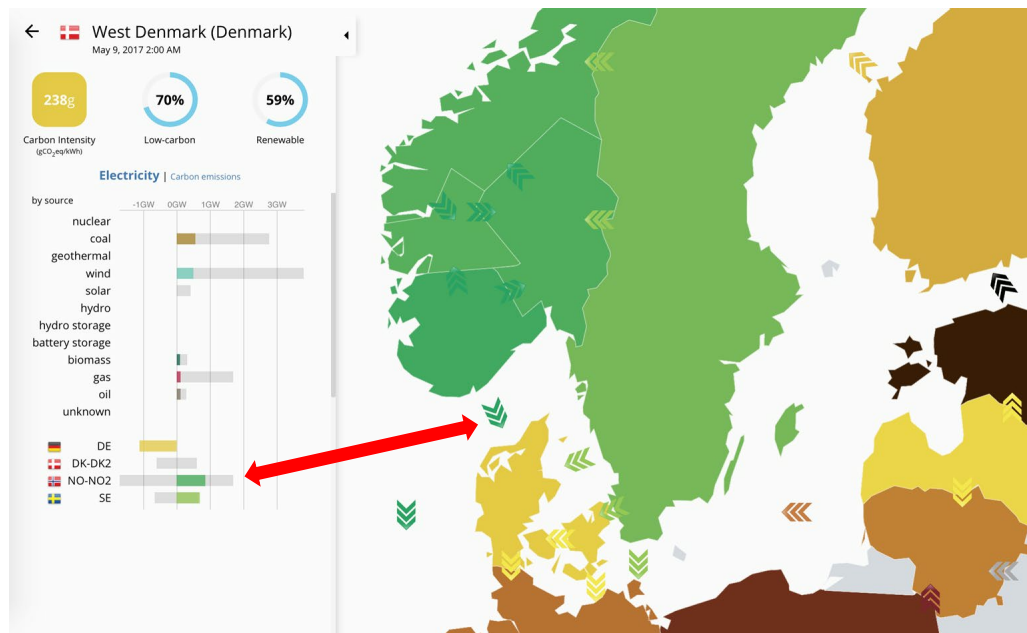 West Denmark (Denmark)
May 9, 2017 2:00 AM
238g
70%
59%
Carbon Intensity
(gCO₂eq/kWh)
Low-carbon
Renewable
Electricity | Carbon emissions
by source
-1GW 0GW 1GW 2GW 3GW
nuclear
coal
geothermal
wind
solar
hydro
hydro storage
battery storage
biomass
gas
oil
unknown
DE
DK-DK2
NO-NO2
SE